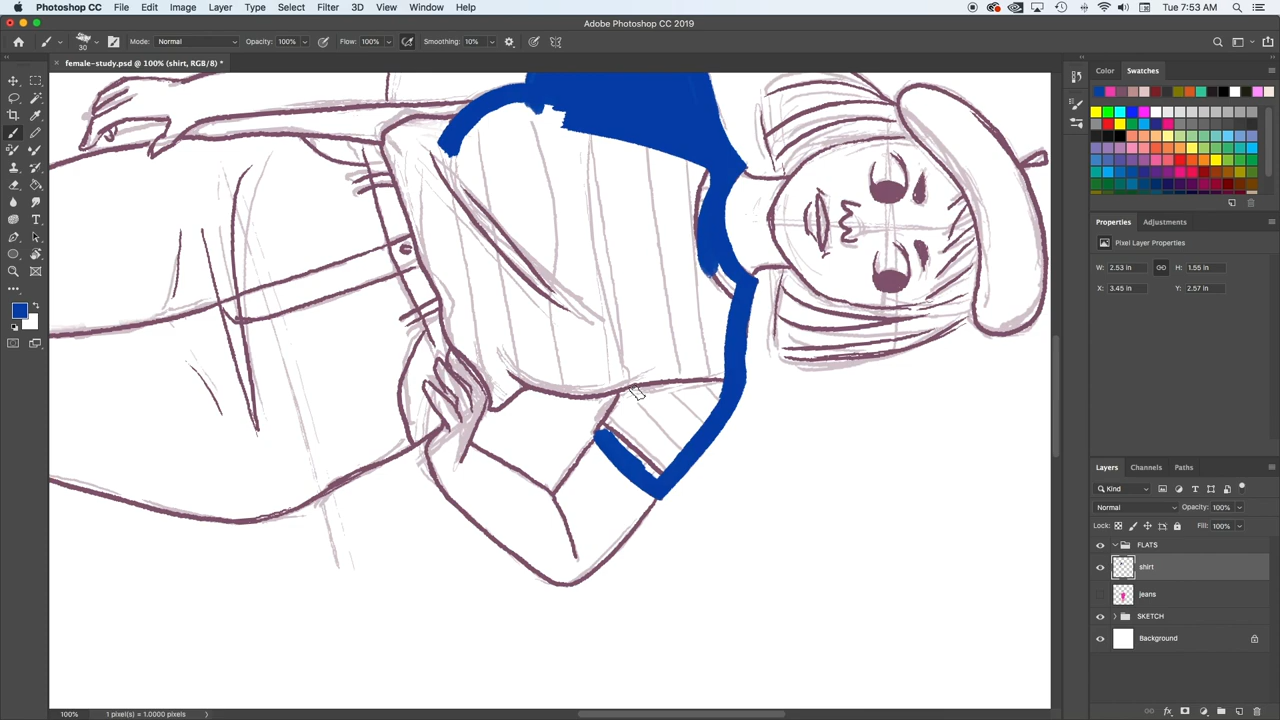 Photoshop CC File Edit Image Layer Type Select Filter 3D View Window Help Tue 7:53 AM
Adobe Photoshop CC 2019
30 Mode: Normal Opacity: 100% Flow: 100% Smoothing: 10%
female-study.psd @ 100% (shirt, RGB/8) *
Color Swatches
Properties Adjustments
Pixel Layer Properties
W: 2.53 in H: 1.55 in
X: 3.45 in Y: 2.57 in
Layers Channels Paths
Kind
Normal Opacity: 100%
Lock: Fill: 100%
FLATS
shirt
jeans
SKETCH
Background
100% 1 pixel(s) = 1.0000 pixels